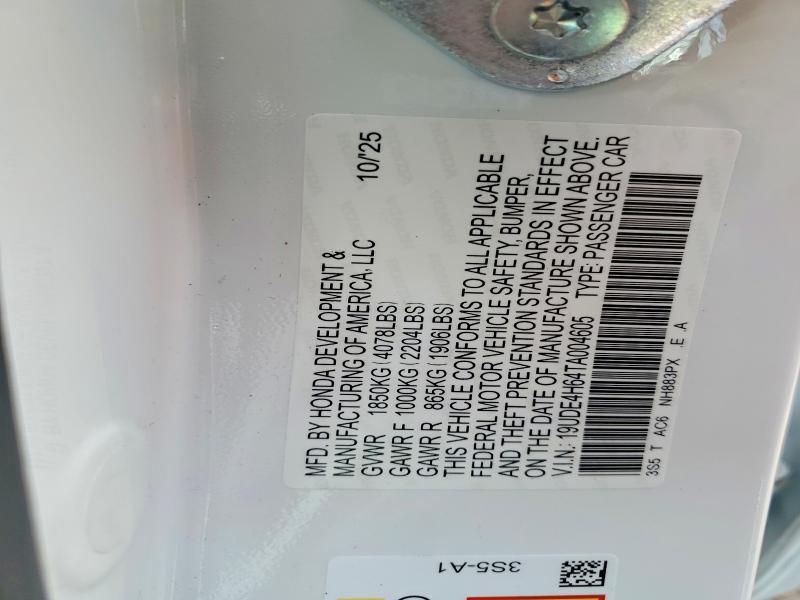 MFD. BY HONDA DEVELOPMENT &
MANUFACTURING OF AMERICA, LLC 10/'25
GVWR 1850KG(4078LBS)
GAWR F 1000KG(2204LBS)
GAWR R 865KG(1906LBS)
THIS VEHICLE CONFORMS TO ALL APPLICABLE
FEDERAL MOTOR VEHICLE SAFETY, BUMPER,
AND THEFT PREVENTION STANDARDS IN EFFECT
ON THE DATE OF MANUFACTURE SHOWN ABOVE.
V.I.N: 19UDE4H64TA004605 TYPE: PASSENGER CAR
3S5 T AC6 NH883PX .E A
3S5-A1